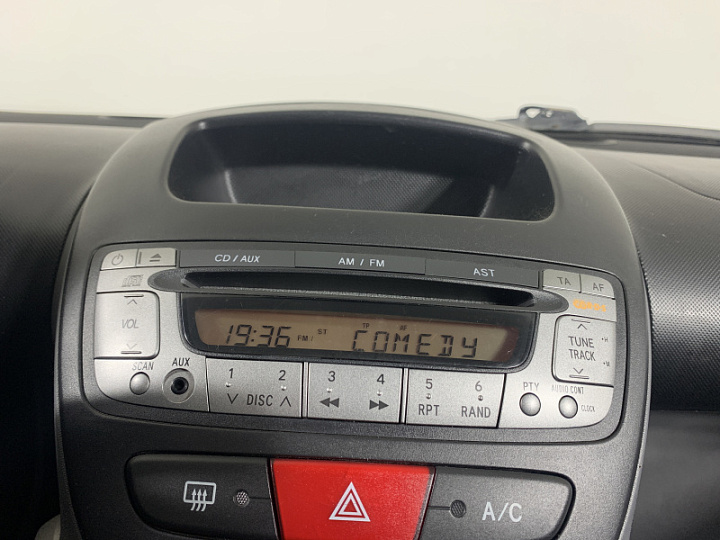 CD / AUX AM / FM AST
TA AF
VOL
19:36 FM I ST TP AF COMEDY
TUNE
TRACK
SCAN AUX
1 2 3 4 5 6
DISC RPT RAND
PTY AUDIO CONT
CLOCK
A/C